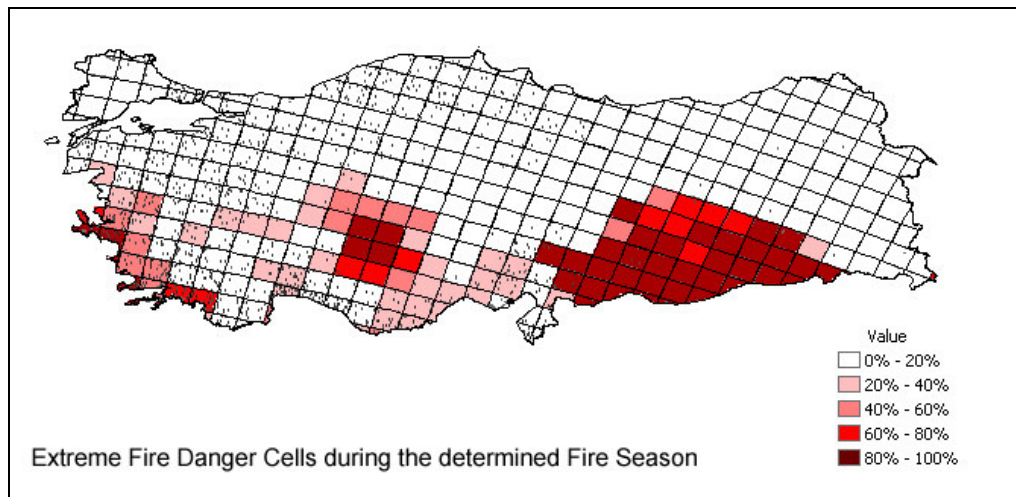 Value
0% - 20%
20% - 40%
40% - 60%
60% - 80%
80% - 100%
Extreme Fire Danger Cells during the determined Fire Season